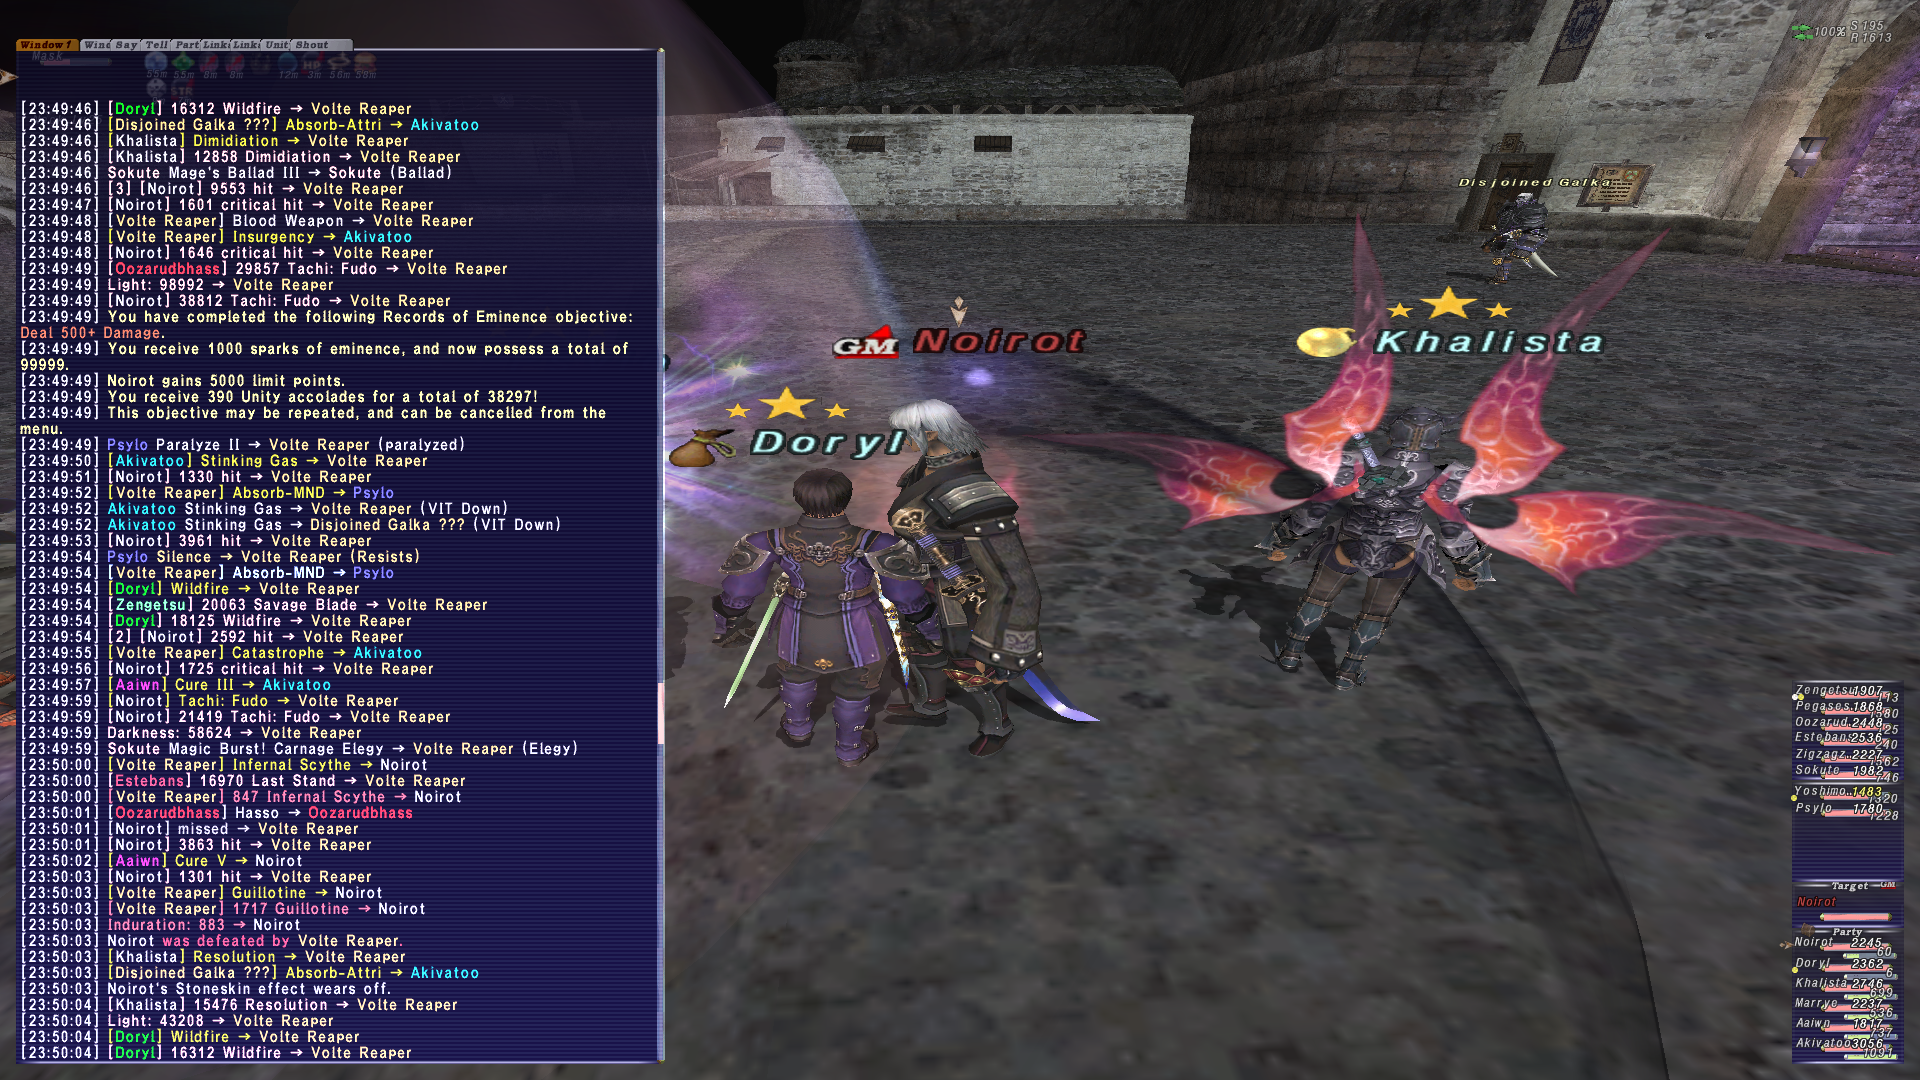 Window 1 Wind Say Tell Part Link Link Unit Shout
Mask
55m 55m 8m 8m 12m 3m 56m 58m
[23:49:46] [Doryl] 16312 Wildfire → Volte Reaper
[23:49:46] [Disjoined Galka ???] Absorb-Attri → Akivatoo
[23:49:46] [Khalista] Dimidiation → Volte Reaper
[23:49:46] [Khalista] 12858 Dimidiation → Volte Reaper
[23:49:46] Sokute Mage's Ballad III → Sokute (Ballad)
[23:49:46] [3] [Noirot] 9553 hit → Volte Reaper
[23:49:47] [Noirot] 1601 critical hit → Volte Reaper
[23:49:48] [Volte Reaper] Blood Weapon → Volte Reaper
[23:49:48] [Volte Reaper] Insurgency → Akivatoo
[23:49:48] [Noirot] 1646 critical hit → Volte Reaper
[23:49:49] [Oozarudbhass] 29857 Tachi: Fudo → Volte Reaper
[23:49:49] Light: 98992 → Volte Reaper
[23:49:49] [Noirot] 38812 Tachi: Fudo → Volte Reaper
[23:49:49] You have completed the following Records of Eminence objective:
Deal 500+ Damage.
[23:49:49] You receive 1000 sparks of eminence, and now possess a total of
99999.
[23:49:49] Noirot gains 5000 limit points.
[23:49:49] You receive 390 Unity accolades for a total of 38297!
[23:49:49] This objective may be repeated, and can be cancelled from the
menu.
[23:49:49] Psylo Paralyze II → Volte Reaper (paralyzed)
[23:49:50] [Akivatoo] Stinking Gas → Volte Reaper
[23:49:51] [Noirot] 1330 hit → Volte Reaper
[23:49:52] [Volte Reaper] Absorb-MND → Psylo
[23:49:52] Akivatoo Stinking Gas → Volte Reaper (VIT Down)
[23:49:52] Akivatoo Stinking Gas → Disjoined Galka ??? (VIT Down)
[23:49:53] [Noirot] 3961 hit → Volte Reaper
[23:49:54] Psylo Silence → Volte Reaper (Resists)
[23:49:54] [Volte Reaper] Absorb-MND → Psylo
[23:49:54] [Doryl] Wildfire → Volte Reaper
[23:49:54] [Zengetsu] 20063 Savage Blade → Volte Reaper
[23:49:54] [Doryl] 18125 Wildfire → Volte Reaper
[23:49:54] [2] [Noirot] 2592 hit → Volte Reaper
[23:49:55] [Volte Reaper] Catastrophe → Akivatoo
[23:49:56] [Noirot] 1725 critical hit → Volte Reaper
[23:49:57] [Aaiwn] Cure III → Akivatoo
[23:49:59] [Noirot] Tachi: Fudo → Volte Reaper
[23:49:59] [Noirot] 21419 Tachi: Fudo → Volte Reaper
[23:49:59] Darkness: 58624 → Volte Reaper
[23:49:59] Sokute Magic Burst! Carnage Elegy → Volte Reaper (Elegy)
[23:50:00] [Volte Reaper] Infernal Scythe → Noirot
[23:50:00] [Estebans] 16970 Last Stand → Volte Reaper
[23:50:00] [Volte Reaper] 847 Infernal Scythe → Noirot
[23:50:01] [Oozarudbhass] Hasso → Oozarudbhass
[23:50:01] [Noirot] missed → Volte Reaper
[23:50:01] [Noirot] 3863 hit → Volte Reaper
[23:50:02] [Aaiwn] Cure V → Noirot
[23:50:03] [Noirot] 1301 hit → Volte Reaper
[23:50:03] [Volte Reaper] Guillotine → Noirot
[23:50:03] [Volte Reaper] 1717 Guillotine → Noirot
[23:50:03] Induration: 883 → Noirot
[23:50:03] Noirot was defeated by Volte Reaper.
[23:50:03] [Khalista] Resolution → Volte Reaper
[23:50:03] [Disjoined Galka ???] Absorb-Attri → Akivatoo
[23:50:03] Noirot's Stoneskin effect wears off.
[23:50:04] [Khalista] 15476 Resolution → Volte Reaper
[23:50:04] Light: 43208 → Volte Reaper
[23:50:04] [Doryl] Wildfire → Volte Reaper
[23:50:04] [Doryl] 16312 Wildfire → Volte Reaper
100% S 195
R 1613
Disjoined Galka
GM Noirot
Khalista
Doryl
Zengetsu 1907
Pegases 1868
Oozarud 2448
Estebans 2536
Zigzagz 2227
Sokute 1982
746
Yoshimo 1483
1320
Psylo 1780
1228
Target GM
Noirot
Party
Noirot 2245
60
Doryl 2362
6
Khalista 2746
699
Marrye 2237
536
Aaiwn 1817
737
Akivatoo 3056
1091